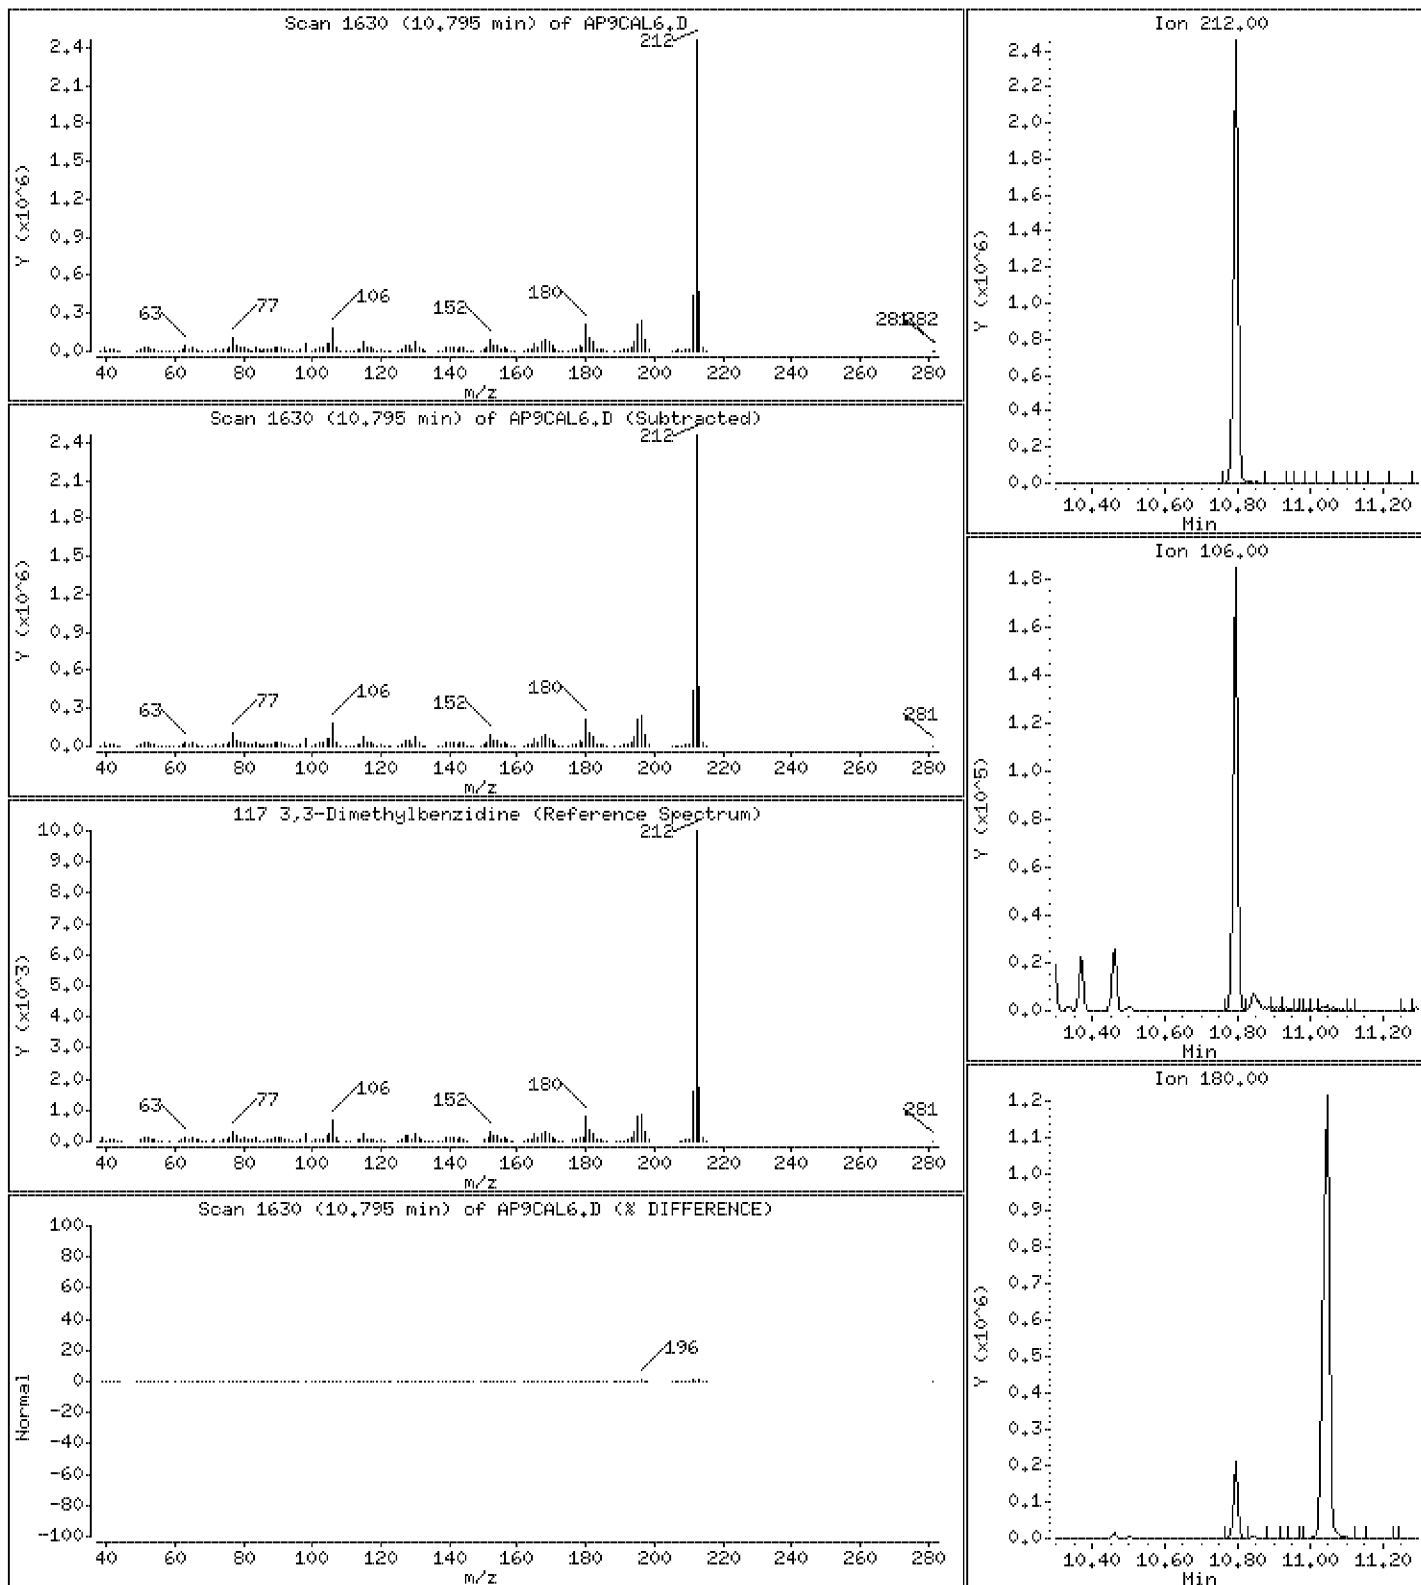 Scan 1630 (10.795 min) of AP9CAL6.D
Y (x10^6)
2.4
2.1
1.8
1.5
1.2
0.9
0.6
0.3
0.0
63 77 106 152 180 212
40 60 80 100 120 140 160 180 200 220 240 260 280
m/z
Scan 1630 (10.795 min) of AP9CAL6.D (Subtracted)
Y (x10^6)
2.4
2.1
1.8
1.5
1.2
0.9
0.6
0.3
0.0
63 77 106 152 180 212 281
40 60 80 100 120 140 160 180 200 220 240 260 280
m/z
117 3,3-Dimethylbenzidine (Reference Spectrum)
Y (x10^3)
10.0
9.0
8.0
7.0
6.0
5.0
4.0
3.0
2.0
1.0
0.0
63 77 106 152 180 212 281
40 60 80 100 120 140 160 180 200 220 240 260 280
m/z
Scan 1630 (10.795 min) of AP9CAL6.D (% DIFFERENCE)
Normal
100
80
60
40
20
0
-20
-40
-60
-80
-100
196
40 60 80 100 120 140 160 180 200 220 240 260 280
m/z
Ion 212.00
Y (x10^6)
2.4
2.2
2.0
1.8
1.6
1.4
1.2
1.0
0.8
0.6
0.4
0.2
0.0
10.40 10.60 10.80 11.00 11.20
Min
Ion 106.00
Y (x10^5)
1.8
1.6
1.4
1.2
1.0
0.8
0.6
0.4
0.2
0.0
10.40 10.60 10.80 11.00 11.20
Min
Ion 180.00
Y (x10^6)
1.2
1.1
1.0
0.9
0.8
0.7
0.6
0.5
0.4
0.3
0.2
0.1
0.0
10.40 10.60 10.80 11.00 11.20
Min